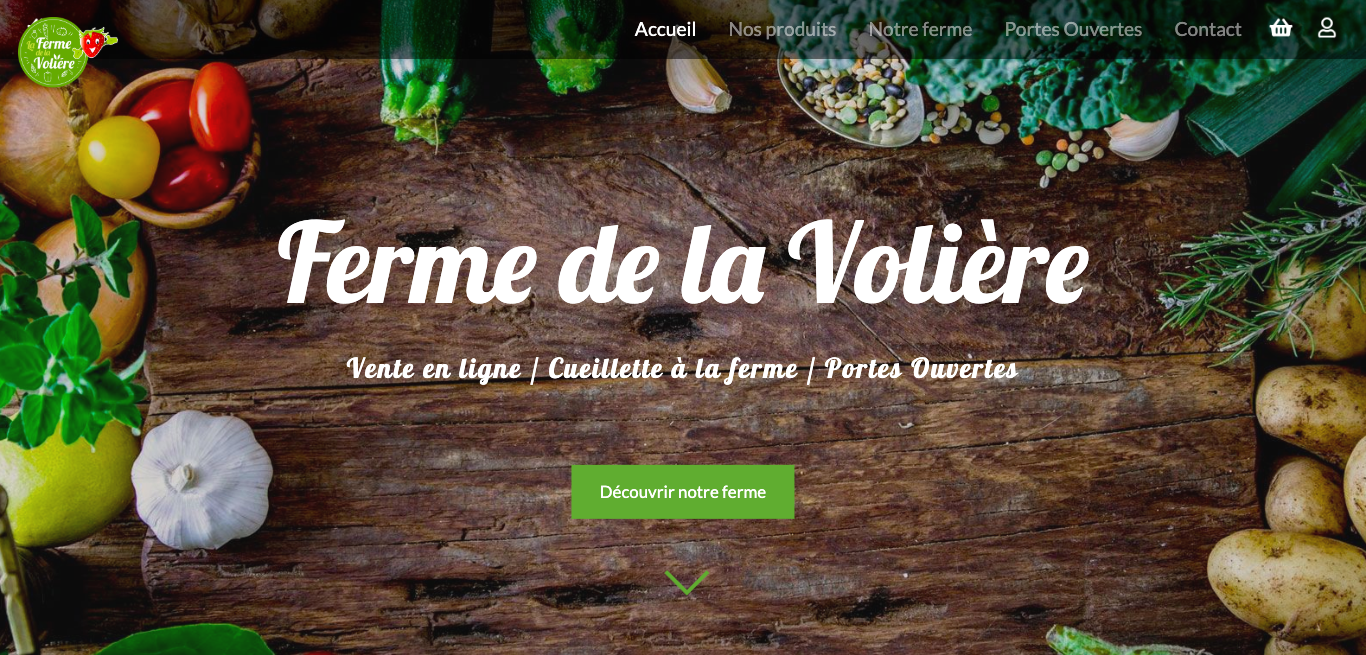 Ferme
de la
Volière
Accueil
Nos produits
Notre ferme
Portes Ouvertes
Contact
Ferme de la Volière
Vente en ligne / Cueillette à la ferme / Portes Ouvertes
Découvrir notre ferme